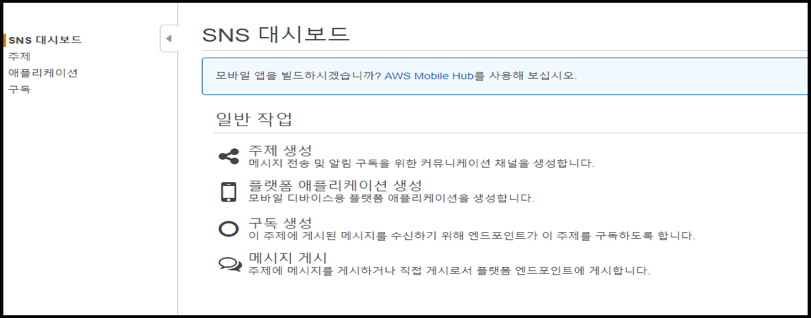 SNS 대시보드
주제
애플리케이션
구독
SNS 대시보드
모바일 앱을 빌드하시겠습니까? AWS Mobile Hub를 사용해 보십시오.
일반 작업
주제 생성
메시지 전송 및 알림 구독을 위한 커뮤니케이션 채널을 생성합니다.
플랫폼 애플리케이션 생성
모바일 디바이스용 플랫폼 애플리케이션을 생성합니다.
구독 생성
이 주제에 게시된 메시지를 수신하기 위해 엔드포인트가 이 주제를 구독하도록 합니다.
메시지 게시
주제에 메시지를 게시하거나 직접 게시로서 플랫폼 엔드포인트에 게시합니다.